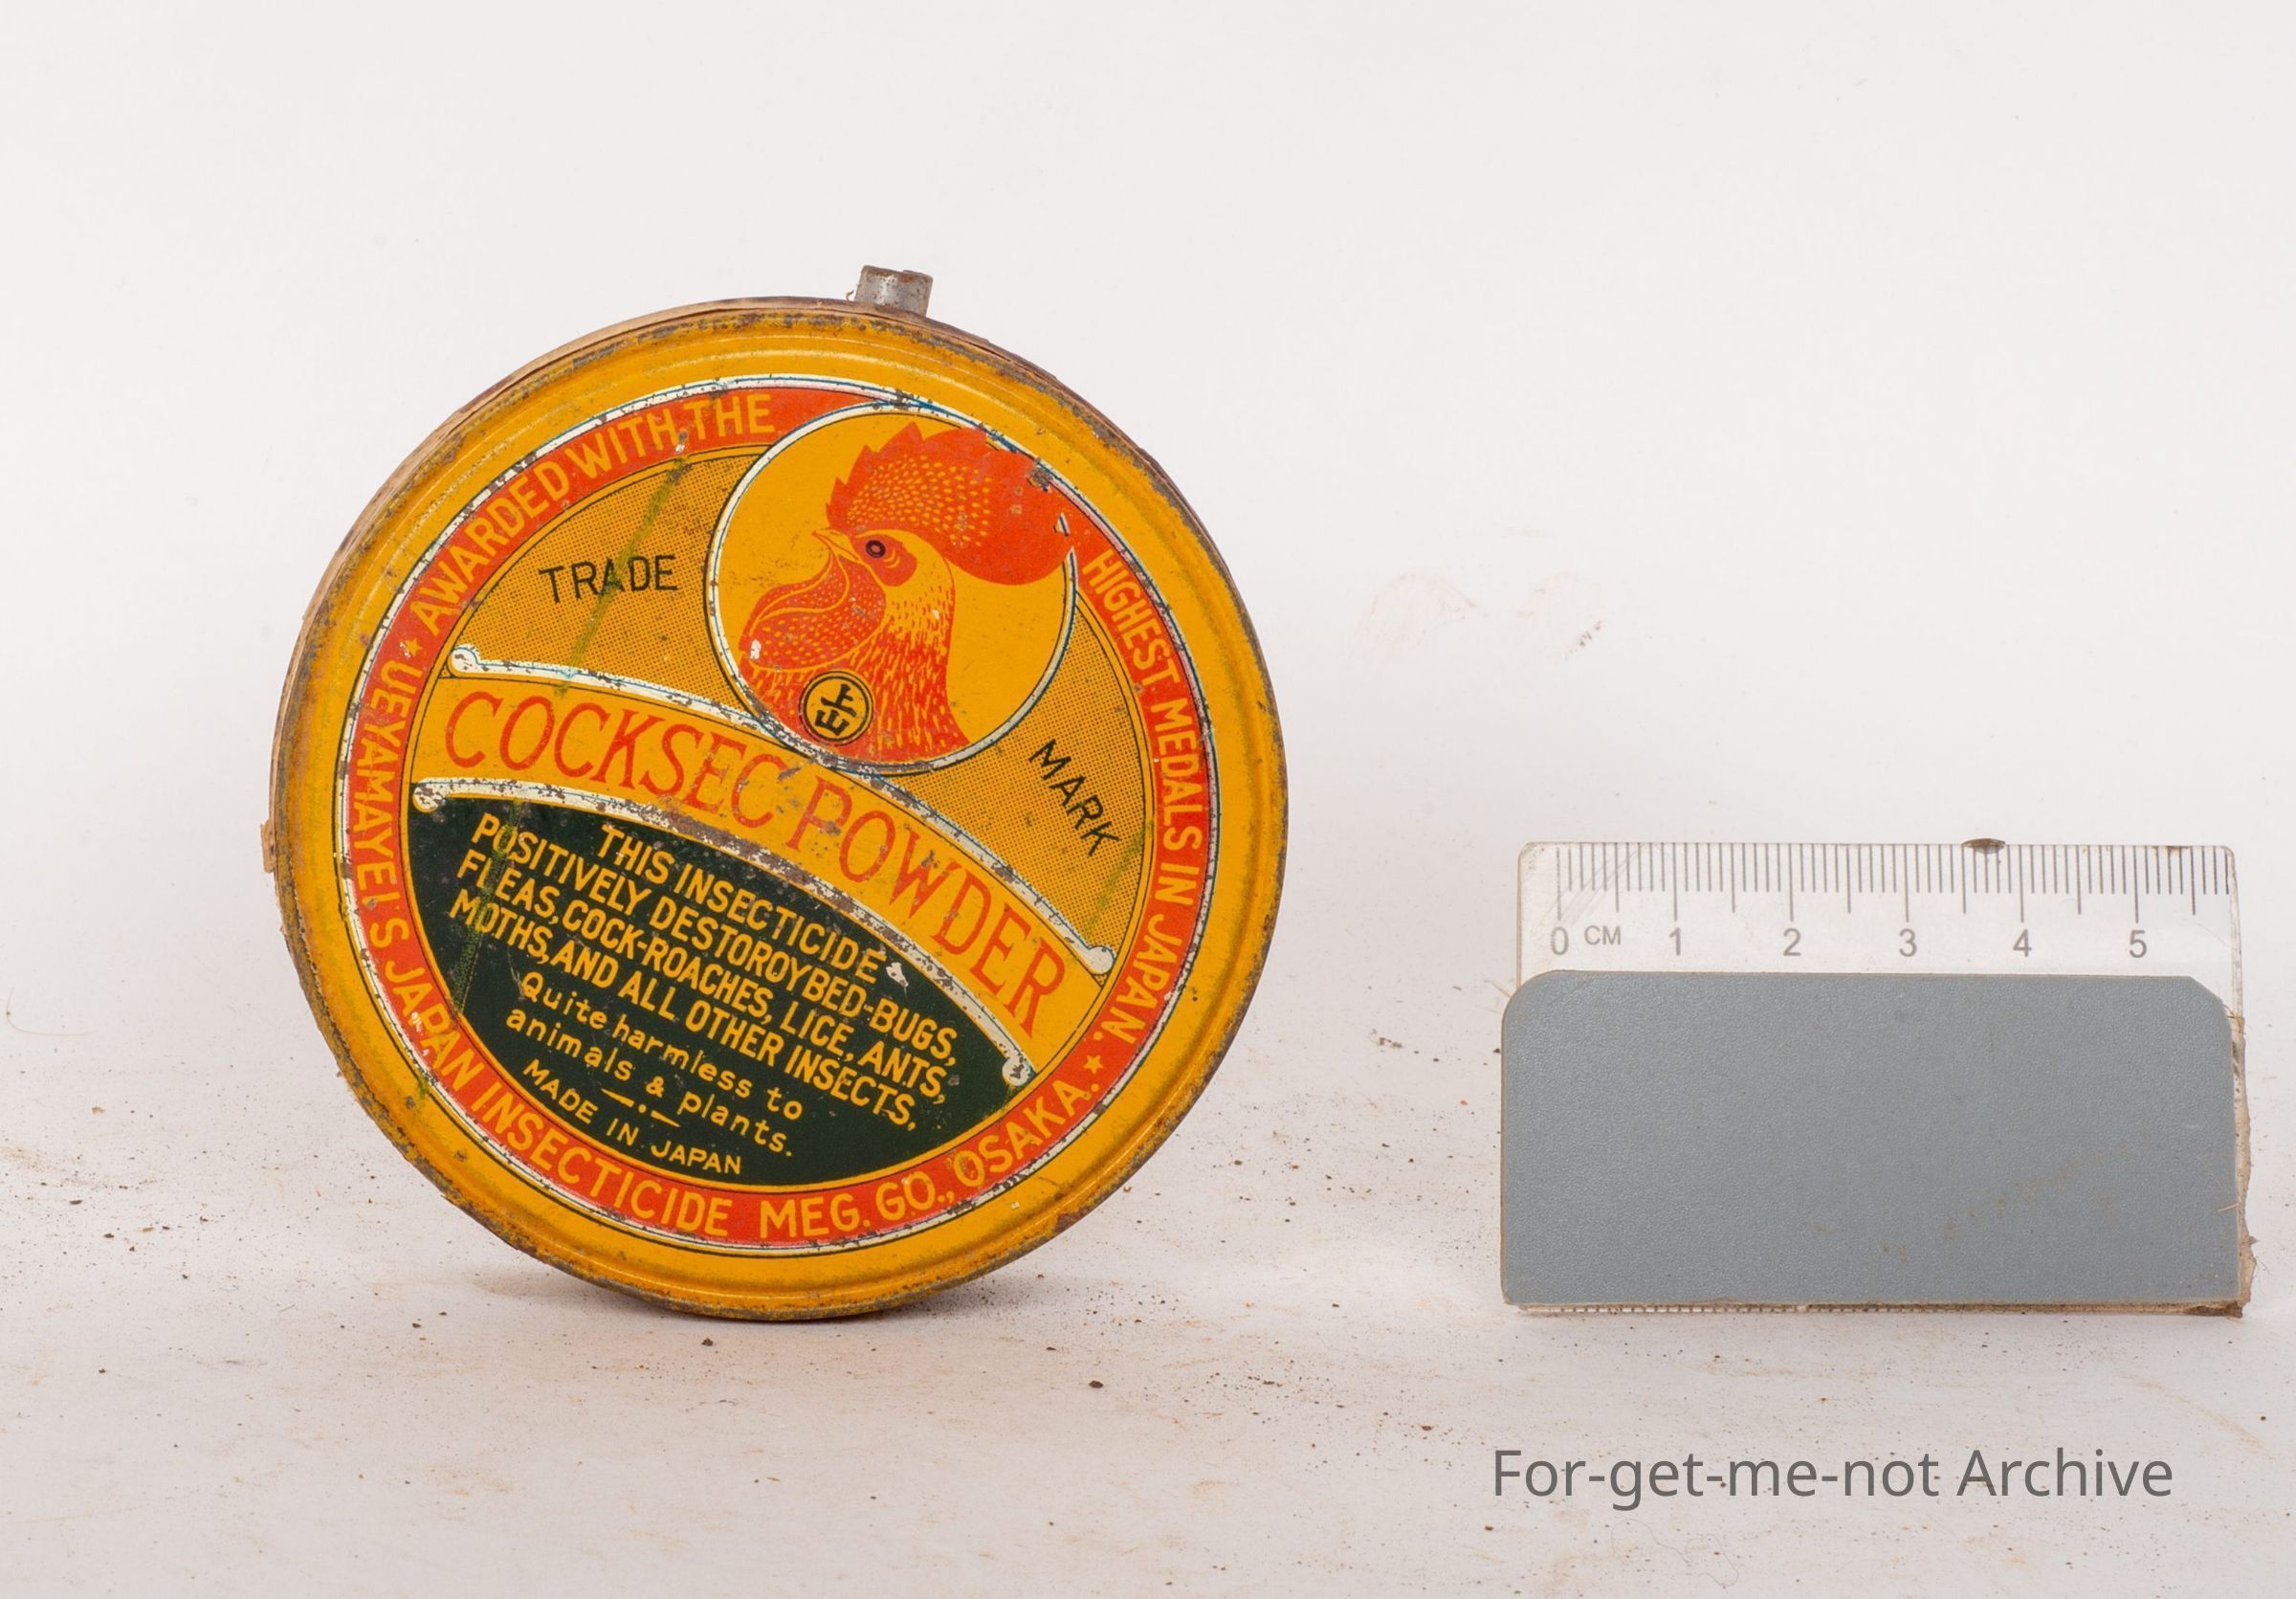 ★ AWARDED WITH THE HIGHEST MEDALS IN JAPAN. ★
TRADE
MARK
上山
COCKSEC POWDER
THIS INSECTICIDE
POSITIVELY DESTOROYBED-BUGS,
FLEAS, COCK-ROACHES, LICE, ANTS,
MOTHS, AND ALL OTHER INSECTS.
Quite harmless to
animals & plants.
MADE IN JAPAN
UEYAMAYEI'S JAPAN INSECTICIDE MEG. GO., OSAKA.
0 CM 1 2 3 4 5
For-get-me-not Archive